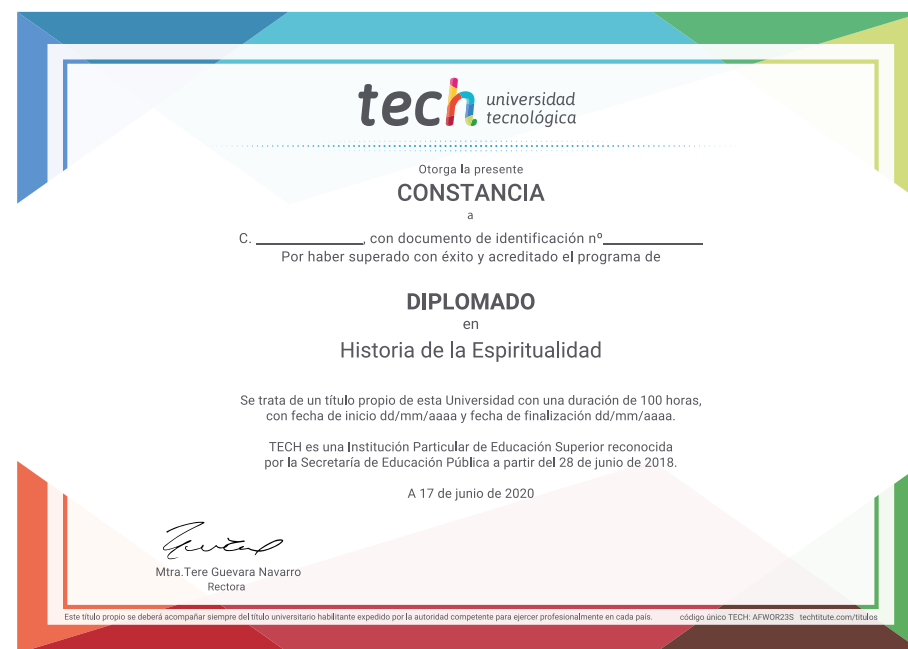 tech universidad
tecnológica
Otorga la presente
CONSTANCIA
a
C. ____________, con documento de identificación nº____________
Por haber superado con éxito y acreditado el programa de
DIPLOMADO
en
Historia de la Espiritualidad
Se trata de un título propio de esta Universidad con una duración de 100 horas,
con fecha de inicio dd/mm/aaaa y fecha de finalización dd/mm/aaaa.
TECH es una Institución Particular de Educación Superior reconocida
por la Secretaría de Educación Pública a partir del 28 de junio de 2018.
A 17 de junio de 2020
Mtra.Tere Guevara Navarro
Rectora
Este título propio se deberá acompañar siempre del título universitario habilitante expedido por la autoridad competente para ejercer profesionalmente en cada país. código único TECH: AFWOR23S techtitute.com/titulos